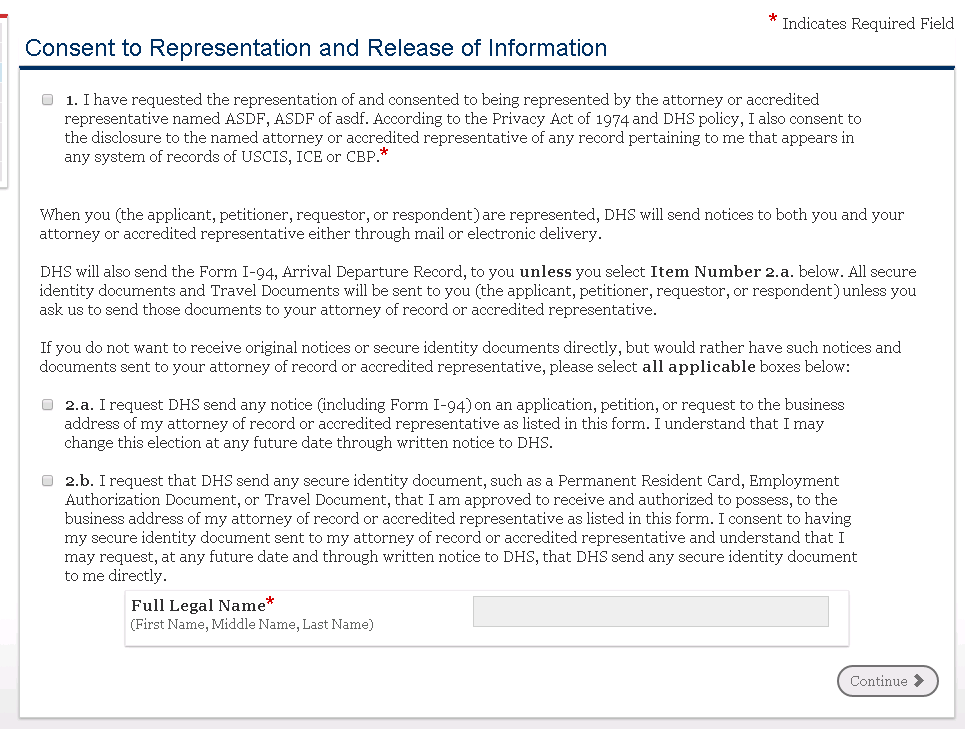 * Indicates Required Field
Consent to Representation and Release of Information
1. I have requested the representation of and consented to being represented by the attorney or accredited
representative named ASDF, ASDF of asdf. According to the Privacy Act of 1974 and DHS policy, I also consent to
the disclosure to the named attorney or accredited representative of any record pertaining to me that appears in
any system of records of USCIS, ICE or CBP.*
When you (the applicant, petitioner, requestor, or respondent) are represented, DHS will send notices to both you and your
attorney or accredited representative either through mail or electronic delivery.
DHS will also send the Form I-94, Arrival Departure Record, to you unless you select Item Number 2.a. below. All secure
identity documents and Travel Documents will be sent to you (the applicant, petitioner, requestor, or respondent) unless you
ask us to send those documents to your attorney of record or accredited representative.
If you do not want to receive original notices or secure identity documents directly, but would rather have such notices and
documents sent to your attorney of record or accredited representative, please select all applicable boxes below:
2.a. I request DHS send any notice (including Form I-94) on an application, petition, or request to the business
address of my attorney of record or accredited representative as listed in this form. I understand that I may
change this election at any future date through written notice to DHS.
2.b. I request that DHS send any secure identity document, such as a Permanent Resident Card, Employment
Authorization Document, or Travel Document, that I am approved to receive and authorized to possess, to the
business address of my attorney of record or accredited representative as listed in this form. I consent to having
my secure identity document sent to my attorney of record or accredited representative and understand that I
may request, at any future date and through written notice to DHS, that DHS send any secure identity document
to me directly.
Full Legal Name*
(First Name, Middle Name, Last Name)
Continue